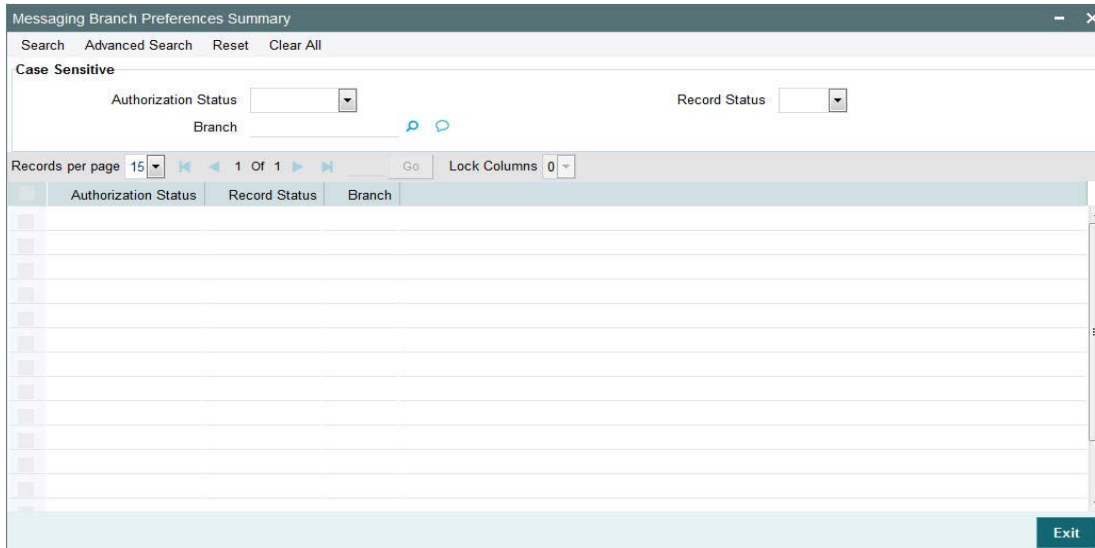 Messaging Branch Preferences Summary
Search Advanced Search Reset Clear All
Case Sensitive
Authorization Status Record Status
Branch
Records per page 15 1 Of 1 Go Lock Columns 0
Authorization Status Record Status Branch
Exit